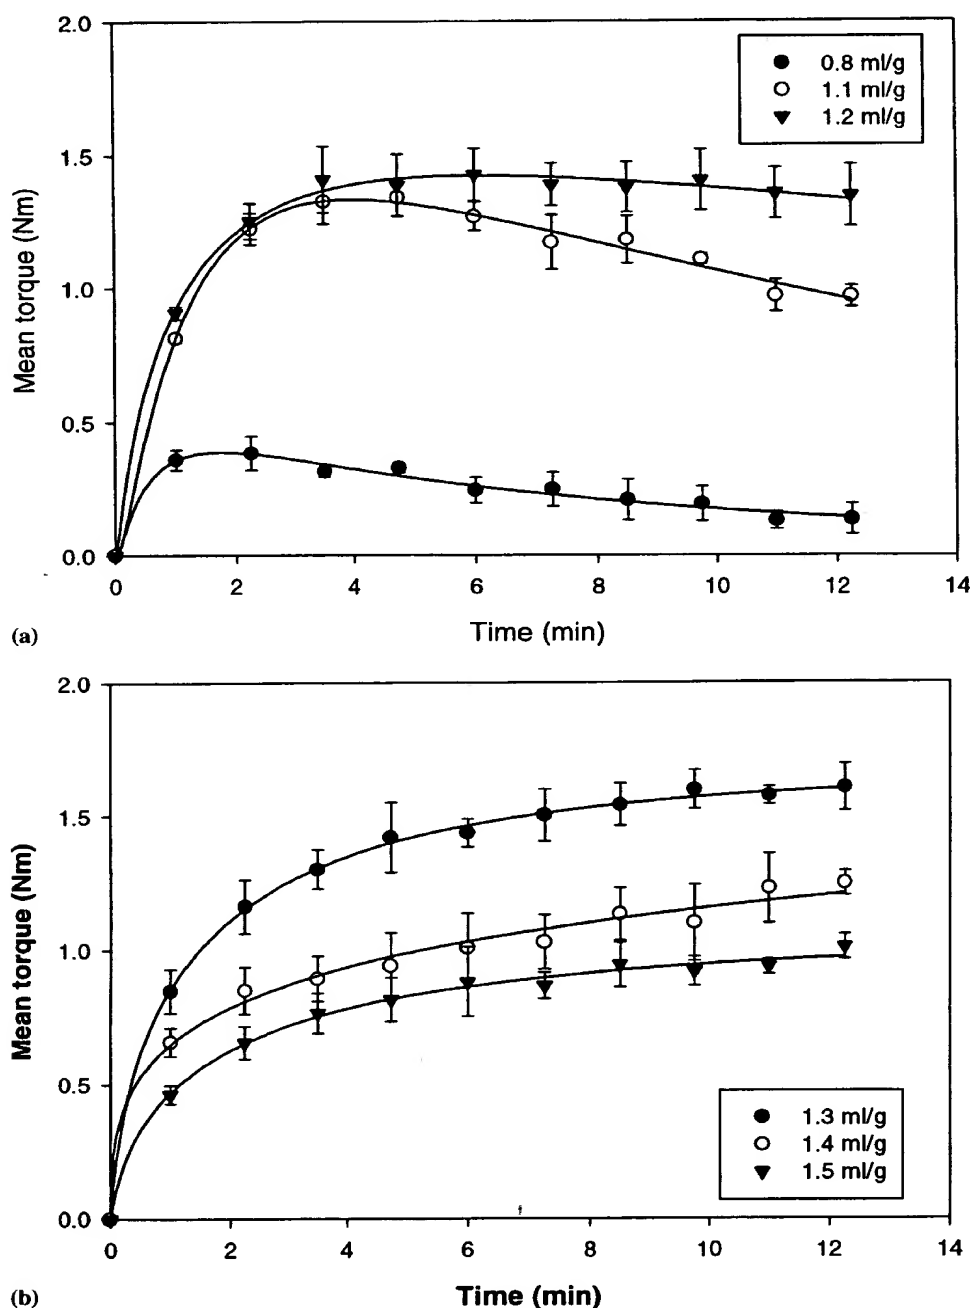 2.0
1.5
1.0
0.5
0.0
Mean torque (Nm)
0.8 ml/g
1.1 ml/g
1.2 ml/g
0 2 4 6 8 10 12 14
(a)
Time (min)
2.0
1.5
1.0
0.5
0.0
Mean torque (Nm)
1.3 ml/g
1.4 ml/g
1.5 ml/g
0 2 4 6 8 10 12 14
(b)
Time (min)